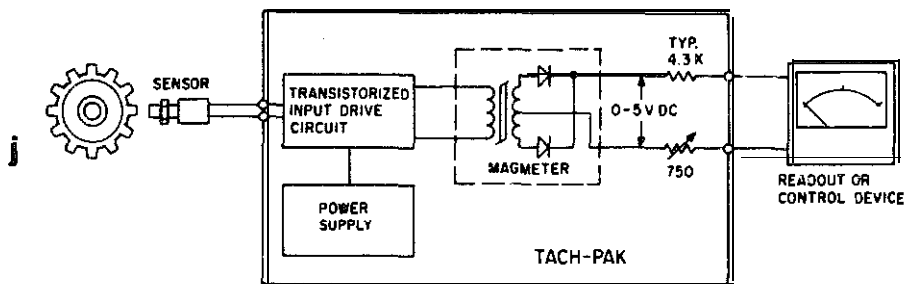 SENSOR
TRANSISTORIZED
INPUT DRIVE
CIRCUIT
POWER
SUPPLY
MAGMETER
TYP.
4.3 K
0-5 V DC
750
READOUT OR
CONTROL DEVICE
TACH-PAK